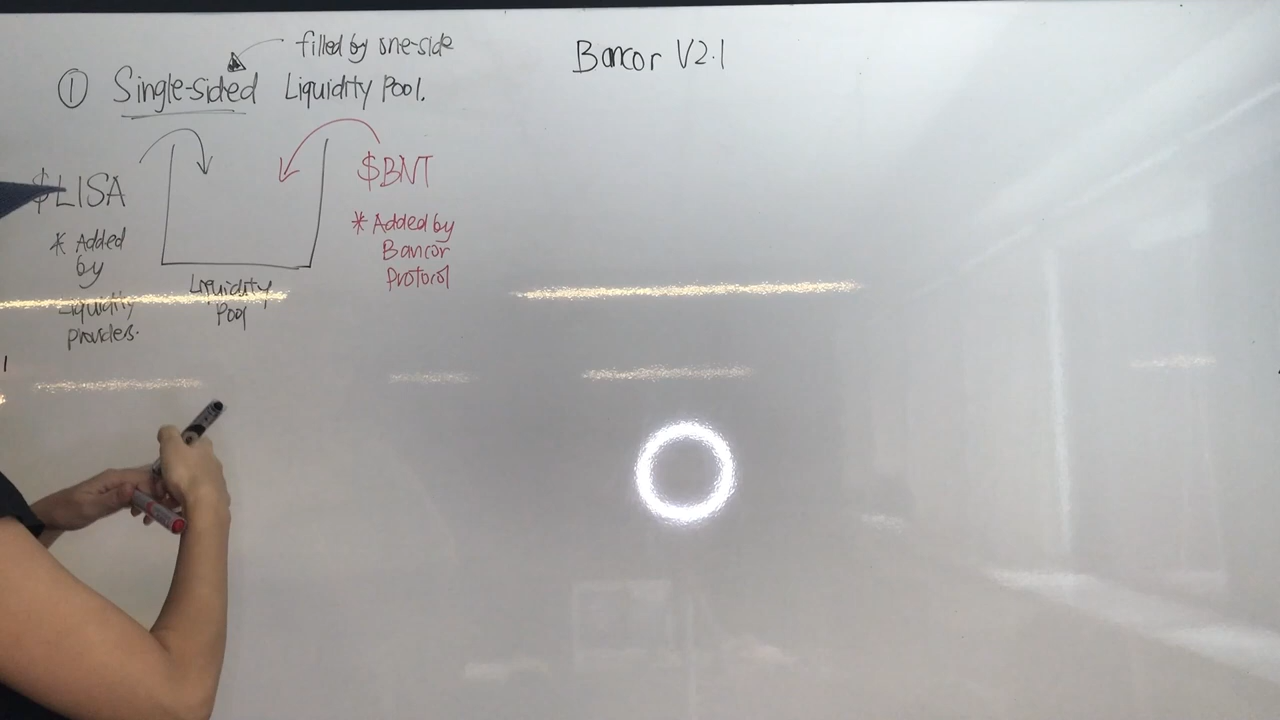 filled by one-side
① Single-sided Liquidity Pool.
Bancor V2.1
$LISA
* Added
by
Liquidity
providers.
Liquidity
Pool
$BNT
* Added by
Bancor
Protocol